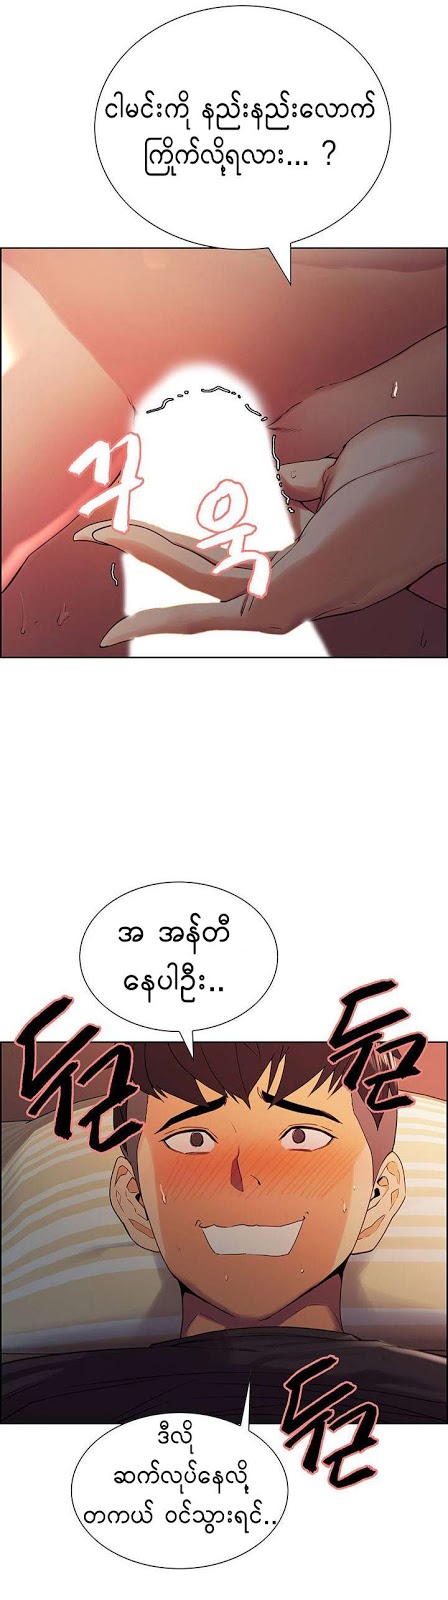 ငါမင်းကို နည်းနည်းလောက်
ကြိုက်လို့ရလား... ?
꾸
욱
အ အန်တီ
နေပါဦး..
두근
두근
ဒီလို
ဆက်လုပ်နေလို့
တကယ် ဝင်သွားရင်..
두근